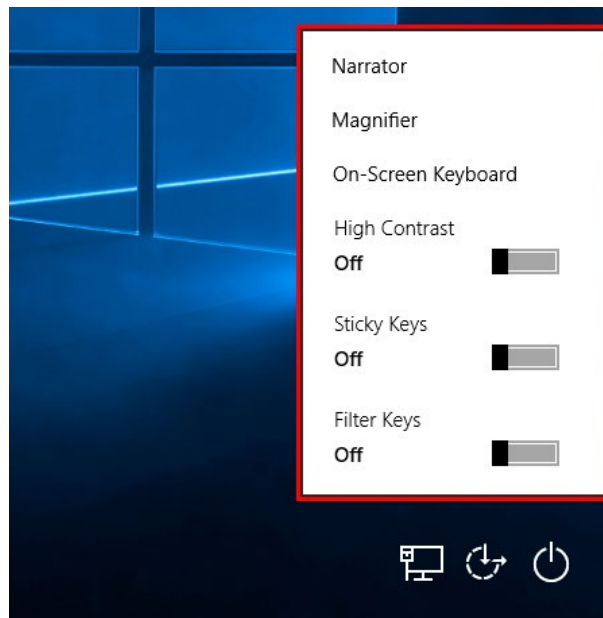 Narrator
Magnifier
On-Screen Keyboard
High Contrast
Off
Sticky Keys
Off
Filter Keys
Off